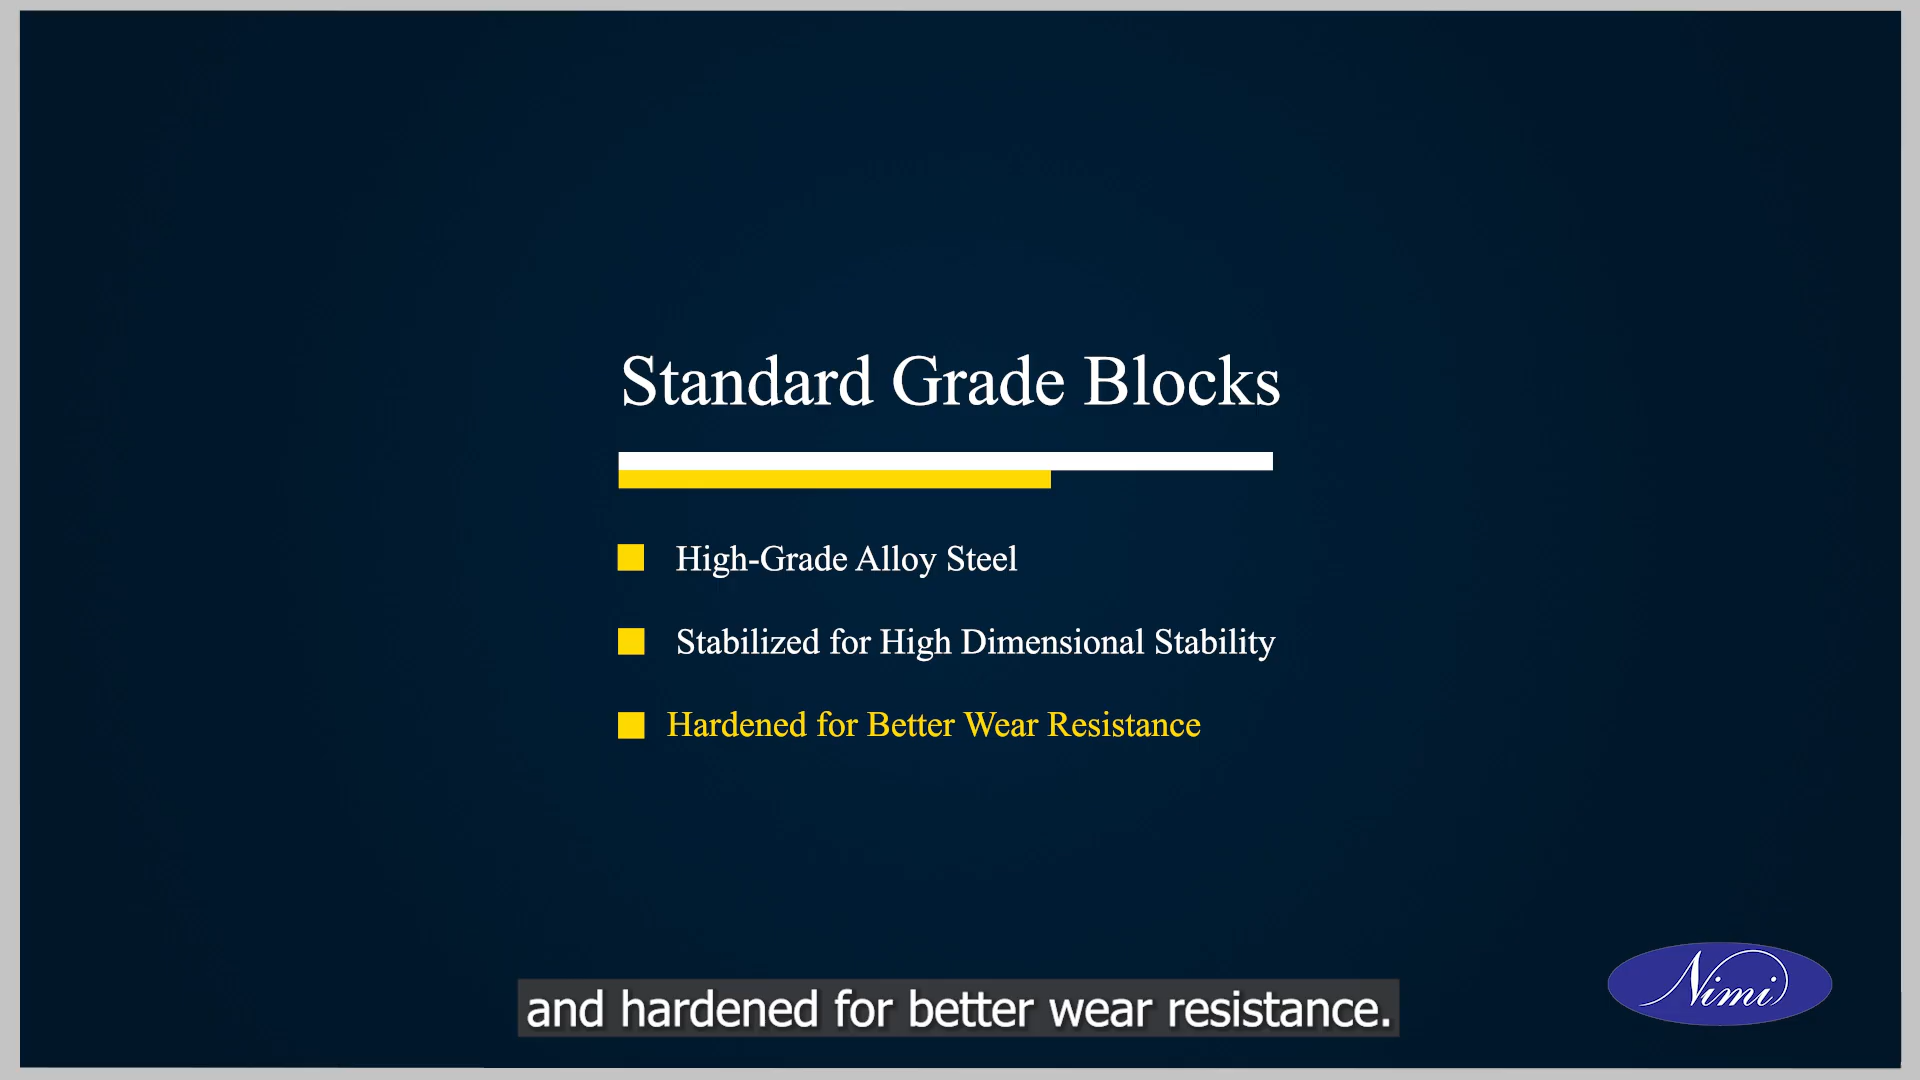 Standard Grade Blocks
High-Grade Alloy Steel
Stabilized for High Dimensional Stability
Hardened for Better Wear Resistance
Nimi
and hardened for better wear resistance.